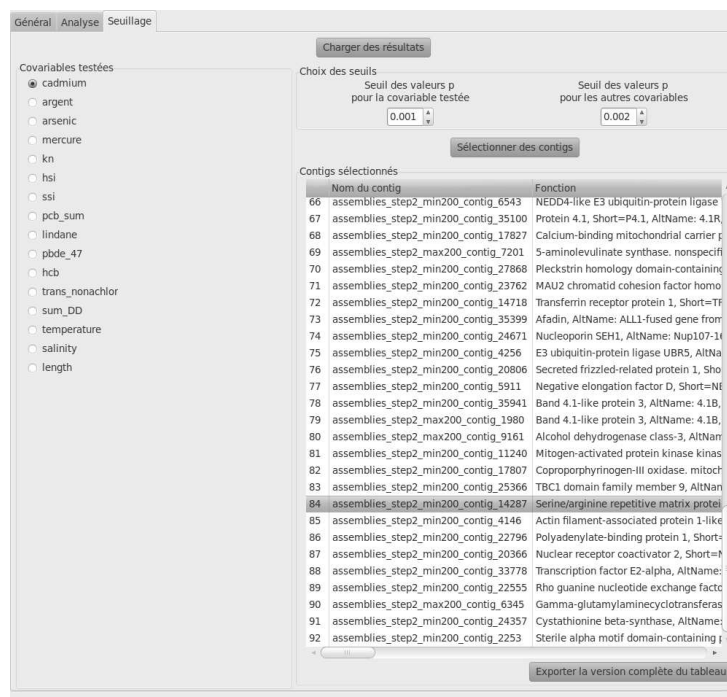 Général Analyse Seuillage
Charger des résultats
Covariables testées
cadmium
argent
arsenic
mercure
kn
hsi
ssi
pcb_sum
lindane
pbde_47
hcb
trans_nonachlor
sum_DD
temperature
salinity
length
Choix des seuils
Seuil des valeurs p
pour la covariable testée
0.001
Seuil des valeurs p
pour les autres covariables
0.002
Sélectionner des contigs
Contigs sélectionnés
Nom du contig Fonction
66 assemblies_step2_min200_contig_6543 NEDD4-like E3 ubiquitin-protein ligase
67 assemblies_step2_min200_contig_35100 Protein 4.1, Short=P4.1, AltName: 4.1R,
68 assemblies_step2_min200_contig_17827 Calcium-binding mitochondrial carrier p
69 assemblies_step2_max200_contig_7201 5-aminolevulinate synthase. nonspecifi
70 assemblies_step2_min200_contig_27868 Pleckstrin homology domain-containing
71 assemblies_step2_min200_contig_23762 MAU2 chromatid cohesion factor homo
72 assemblies_step2_min200_contig_14718 Transferrin receptor protein 1, Short=TF
73 assemblies_step2_min200_contig_35399 Afadin, AltName: ALL1-fused gene from
74 assemblies_step2_min200_contig_24671 Nucleoporin SEH1, AltName: Nup107-16
75 assemblies_step2_min200_contig_4256 E3 ubiquitin-protein ligase UBR5, AltNa
76 assemblies_step2_min200_contig_20806 Secreted frizzled-related protein 1, Sho
77 assemblies_step2_min200_contig_5911 Negative elongation factor D, Short=NE
78 assemblies_step2_min200_contig_35941 Band 4.1-like protein 3, AltName: 4.1B,
79 assemblies_step2_max200_contig_1980 Band 4.1-like protein 3, AltName: 4.1B,
80 assemblies_step2_max200_contig_9161 Alcohol dehydrogenase class-3, AltNam
81 assemblies_step2_min200_contig_11240 Mitogen-activated protein kinase kinas
82 assemblies_step2_min200_contig_17807 Coproporphyrinogen-III oxidase. mitoch
83 assemblies_step2_min200_contig_25366 TBC1 domain family member 9, AltNan
84 assemblies_step2_min200_contig_14287 Serine/arginine repetitive matrix protei
85 assemblies_step2_min200_contig_4146 Actin filament-associated protein 1-like
86 assemblies_step2_min200_contig_22796 Polyadenylate-binding protein 1, Short=
87 assemblies_step2_min200_contig_20366 Nuclear receptor coactivator 2, Short=N
88 assemblies_step2_min200_contig_33778 Transcription factor E2-alpha, AltName:
89 assemblies_step2_min200_contig_22555 Rho guanine nucleotide exchange facto
90 assemblies_step2_max200_contig_6345 Gamma-glutamylaminecyclotransferas
91 assemblies_step2_min200_contig_24357 Cystathionine beta-synthase, AltName:
92 assemblies_step2_min200_contig_2253 Sterile alpha motif domain-containing p
Exporter la version complète du tableau